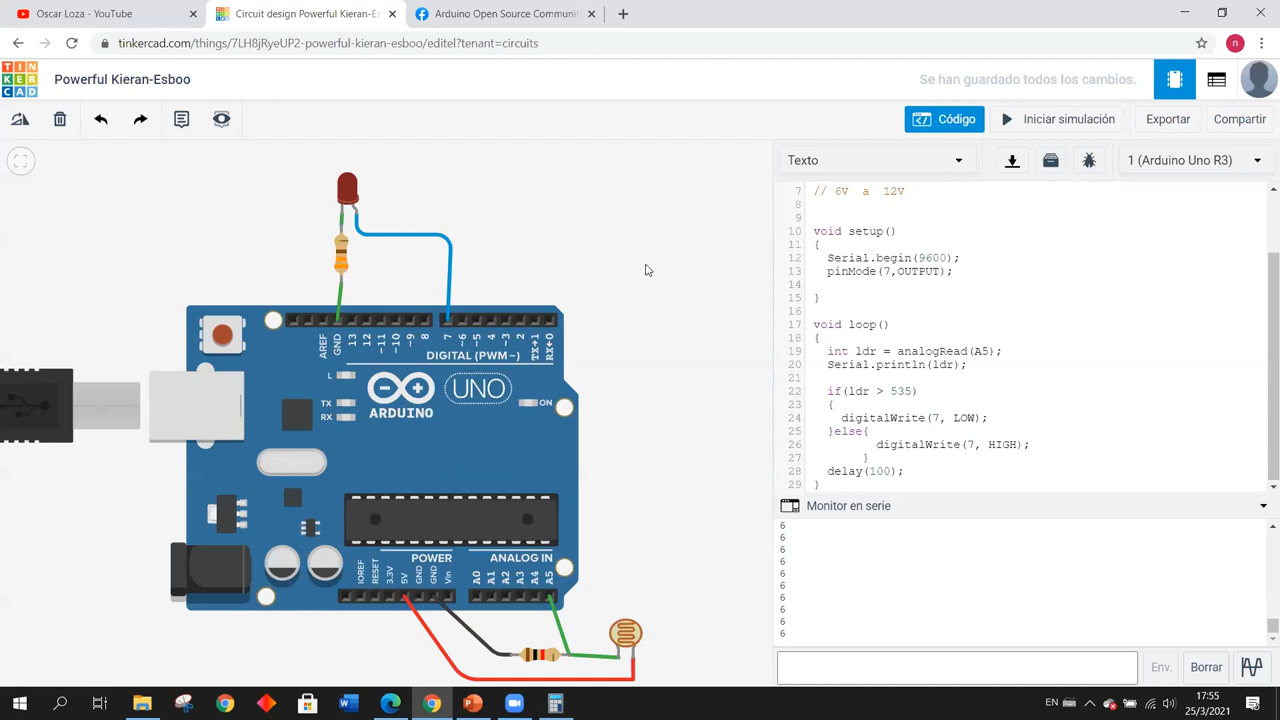 Oscar Loza - YouTube
Circuit design Powerful Kieran-Es
Arduino Open Source Communit
tinkercad.com/things/7LH8jRyeUP2-powerful-kieran-esboo/editel?tenant=circuits
n
TIN
KER
CAD
Powerful Kieran-Esboo
Se han guardado todos los cambios.
Código
Iniciar simulación
Exportar
Compartir
Texto
1 (Arduino Uno R3)
7 // 6V a 12V
8
9
10 void setup()
11 {
12 Serial.begin(9600);
13 pinMode(7,OUTPUT);
14
15 }
16
17 void loop()
18 {
19 int ldr = analogRead(A5);
20 Serial.println(ldr);
21
22 if(ldr > 535)
23 {
24 digitalWrite(7, LOW);
25 }else{
26 digitalWrite(7, HIGH);
27 }
28 delay(100);
29 }
Monitor en serie
6
6
6
6
6
6
6
6
6
6
Env.
Borrar
AREF
GND
13
12
~11
~10
~9
8
7
~6
~5
4
~3
2
TX→1
RX←0
DIGITAL (PWM~)
L
TX
RX
ARDUINO
UNO
ON
POWER
ANALOG IN
IOREF
RESET
3.3V
5V
GND
GND
Vin
A0
A1
A2
A3
A4
A5
EN
17:55
25/3/2021